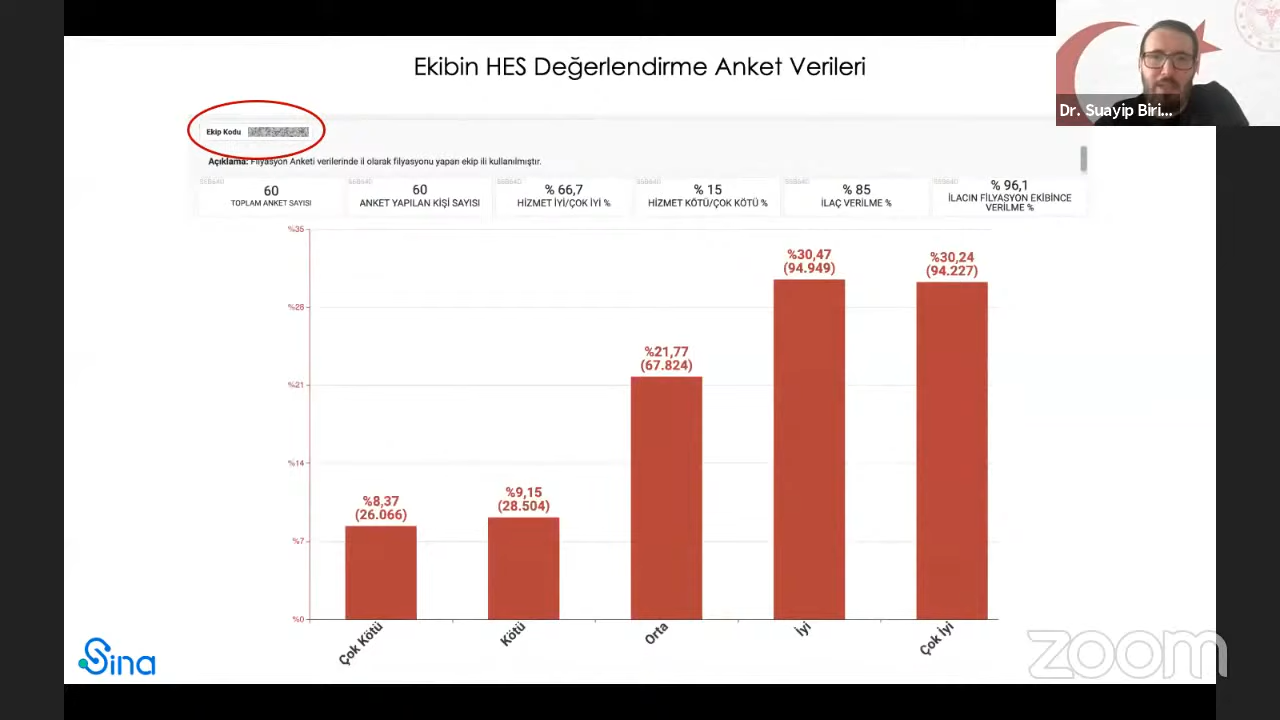 Ekibin HES Değerlendirme Anket Verileri
Dr. Suayip Biri...
Ekip Kodu
Açıklama: Filyasyon Anketi verilerinde il olarak filyasyonu yapan ekip ili kullanılmıştır.
60
TOPLAM ANKET SAYISI
60
ANKET YAPILAN KİŞİ SAYISI
% 66,7
HİZMET İYİ/ÇOK İYİ %
% 15
HİZMET KÖTÜ/ÇOK KÖTÜ %
% 85
İLAÇ VERİLME %
% 96,1
İLACIN FİLYASYON EKİBİNCE
VERİLME %
%35
%28
%21
%14
%7
%0
%8,37
(26.066)
%9,15
(28.504)
%21,77
(67.824)
%30,47
(94.949)
%30,24
(94.227)
Çok Kötü
Kötü
Orta
İyi
Çok İyi
Sina
zoom